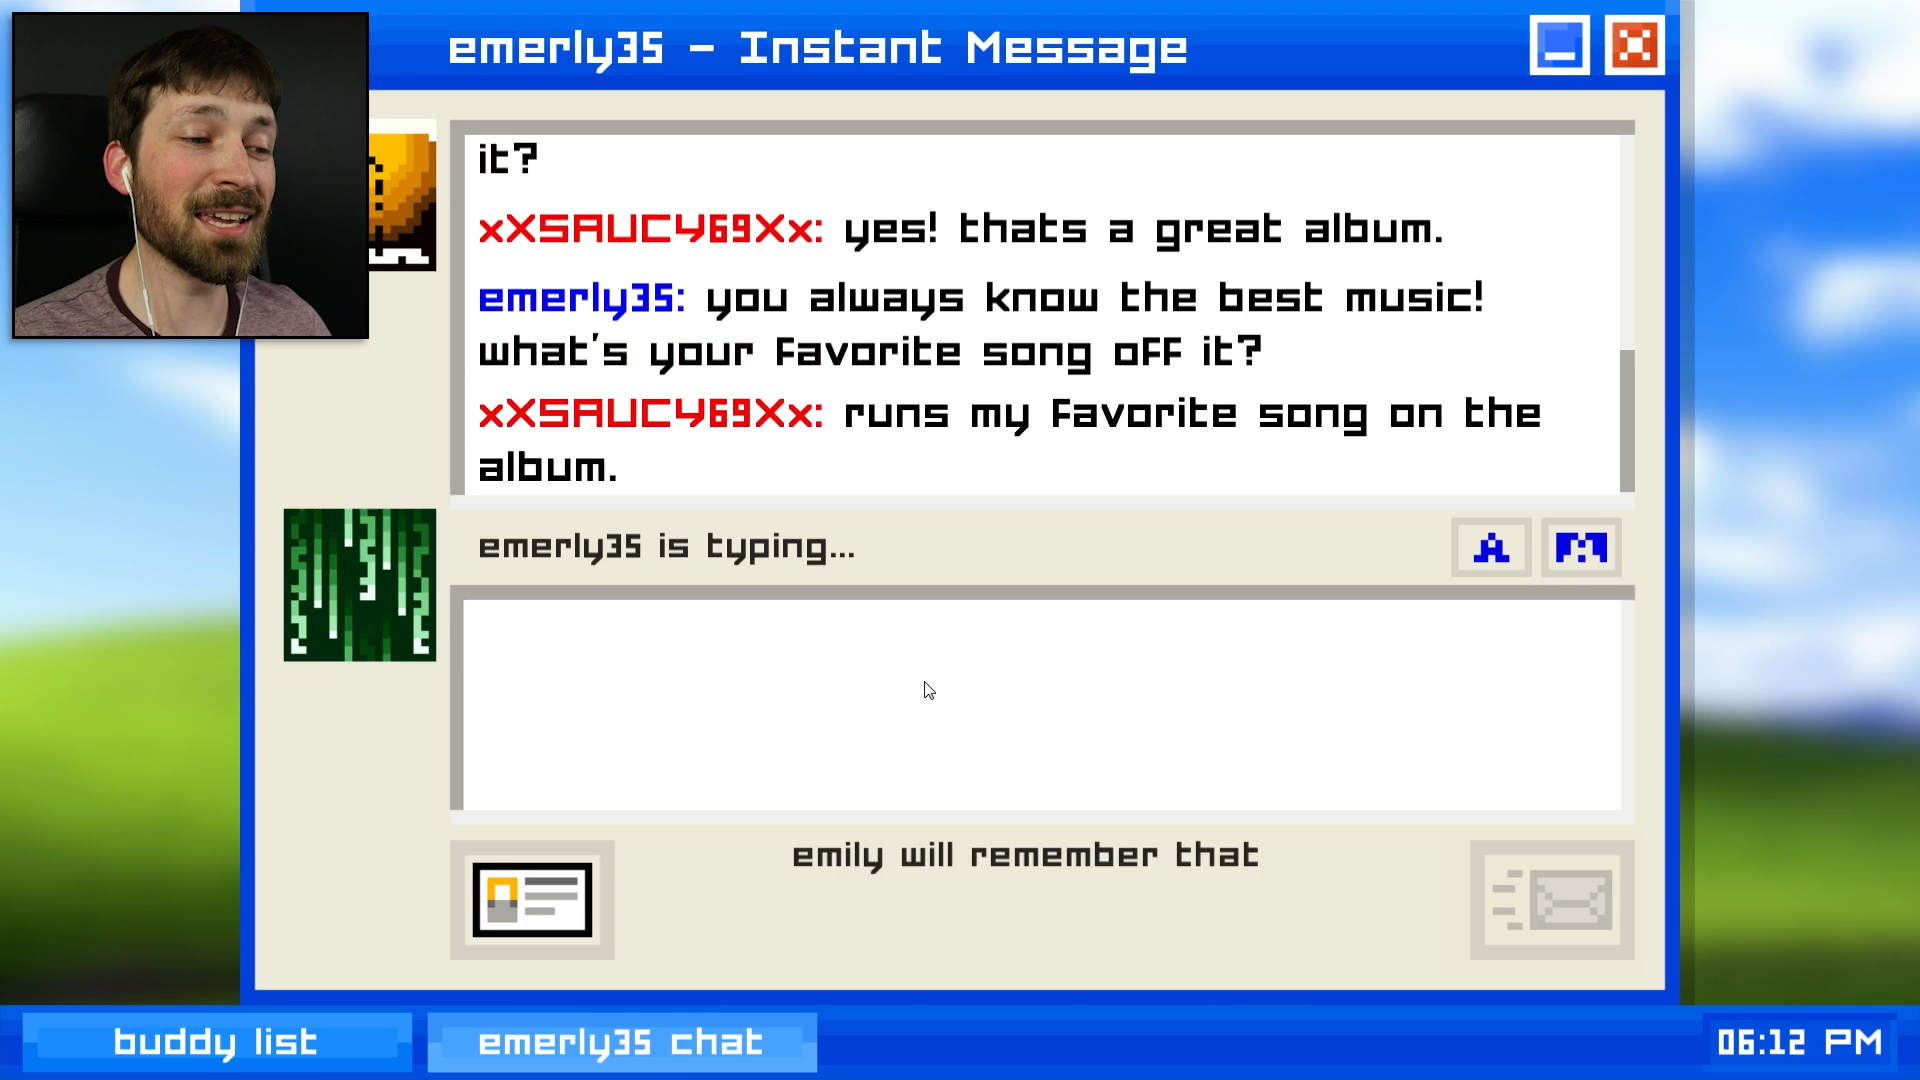 emerly35 - Instant Message
it?
xXSAUCY69Xx: yes! thats a great album.
emerly35: you always know the best music!
what's your favorite song off it?
xXSAUCY69Xx: runs my favorite song on the
album.
emerly35 is typing...
A
emily will remember that
buddy list
emerly35 chat
06:12 PM